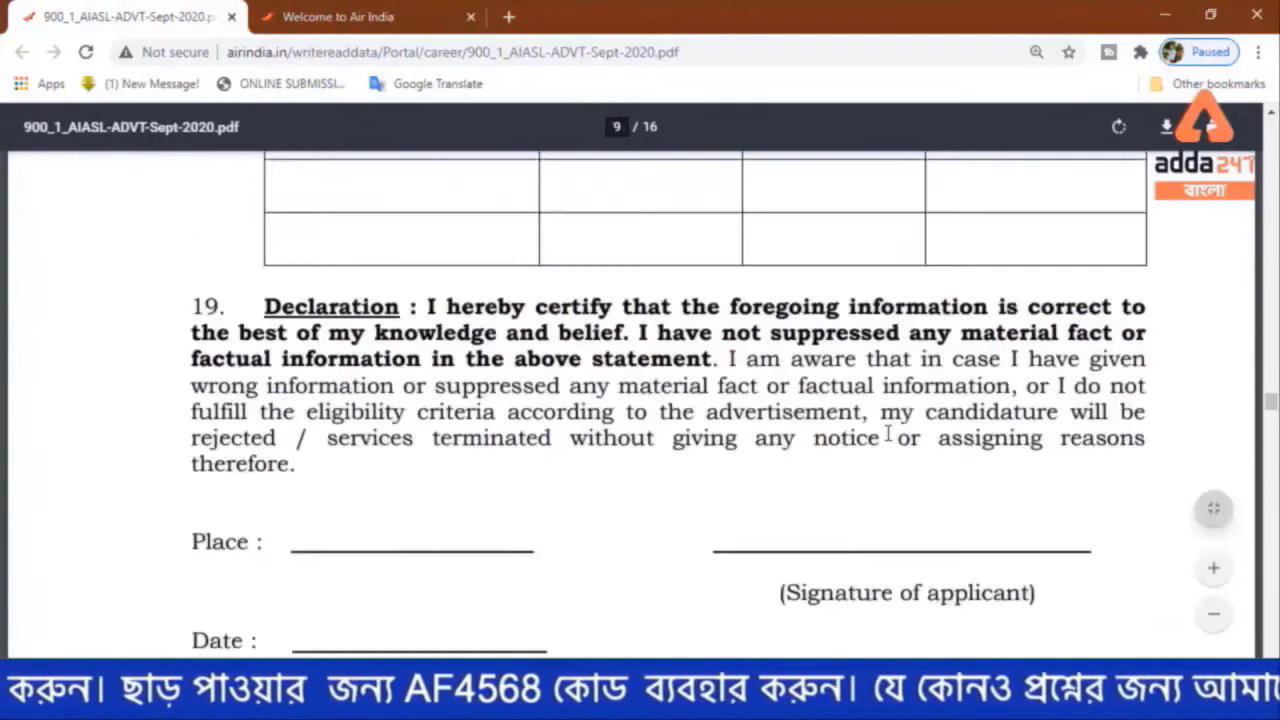 900_1_AIASL-ADVT-Sept-2020.p
Welcome to Air India
Not secure
airindia.in/writereaddata/Portal/career/900_1_AIASL-ADVT-Sept-2020.pdf
Paused
Apps
(1) New Message!
ONLINE SUBMISSI...
Google Translate
Other bookmarks
900_1_AIASL-ADVT-Sept-2020.pdf
9 / 16
adda247
বাংলা
19. Declaration : I hereby certify that the foregoing information is correct to
the best of my knowledge and belief. I have not suppressed any material fact or
factual information in the above statement. I am aware that in case I have given
wrong information or suppressed any material fact or factual information, or I do not
fulfill the eligibility criteria according to the advertisement, my candidature will be
rejected / services terminated without giving any notice or assigning reasons
therefore.
Place :
(Signature of applicant)
Date :
করুন। ছাড় পাওয়ার জন্য AF4568 কোড ব্যবহার করুন। যে কোনও প্রশ্নের জন্য